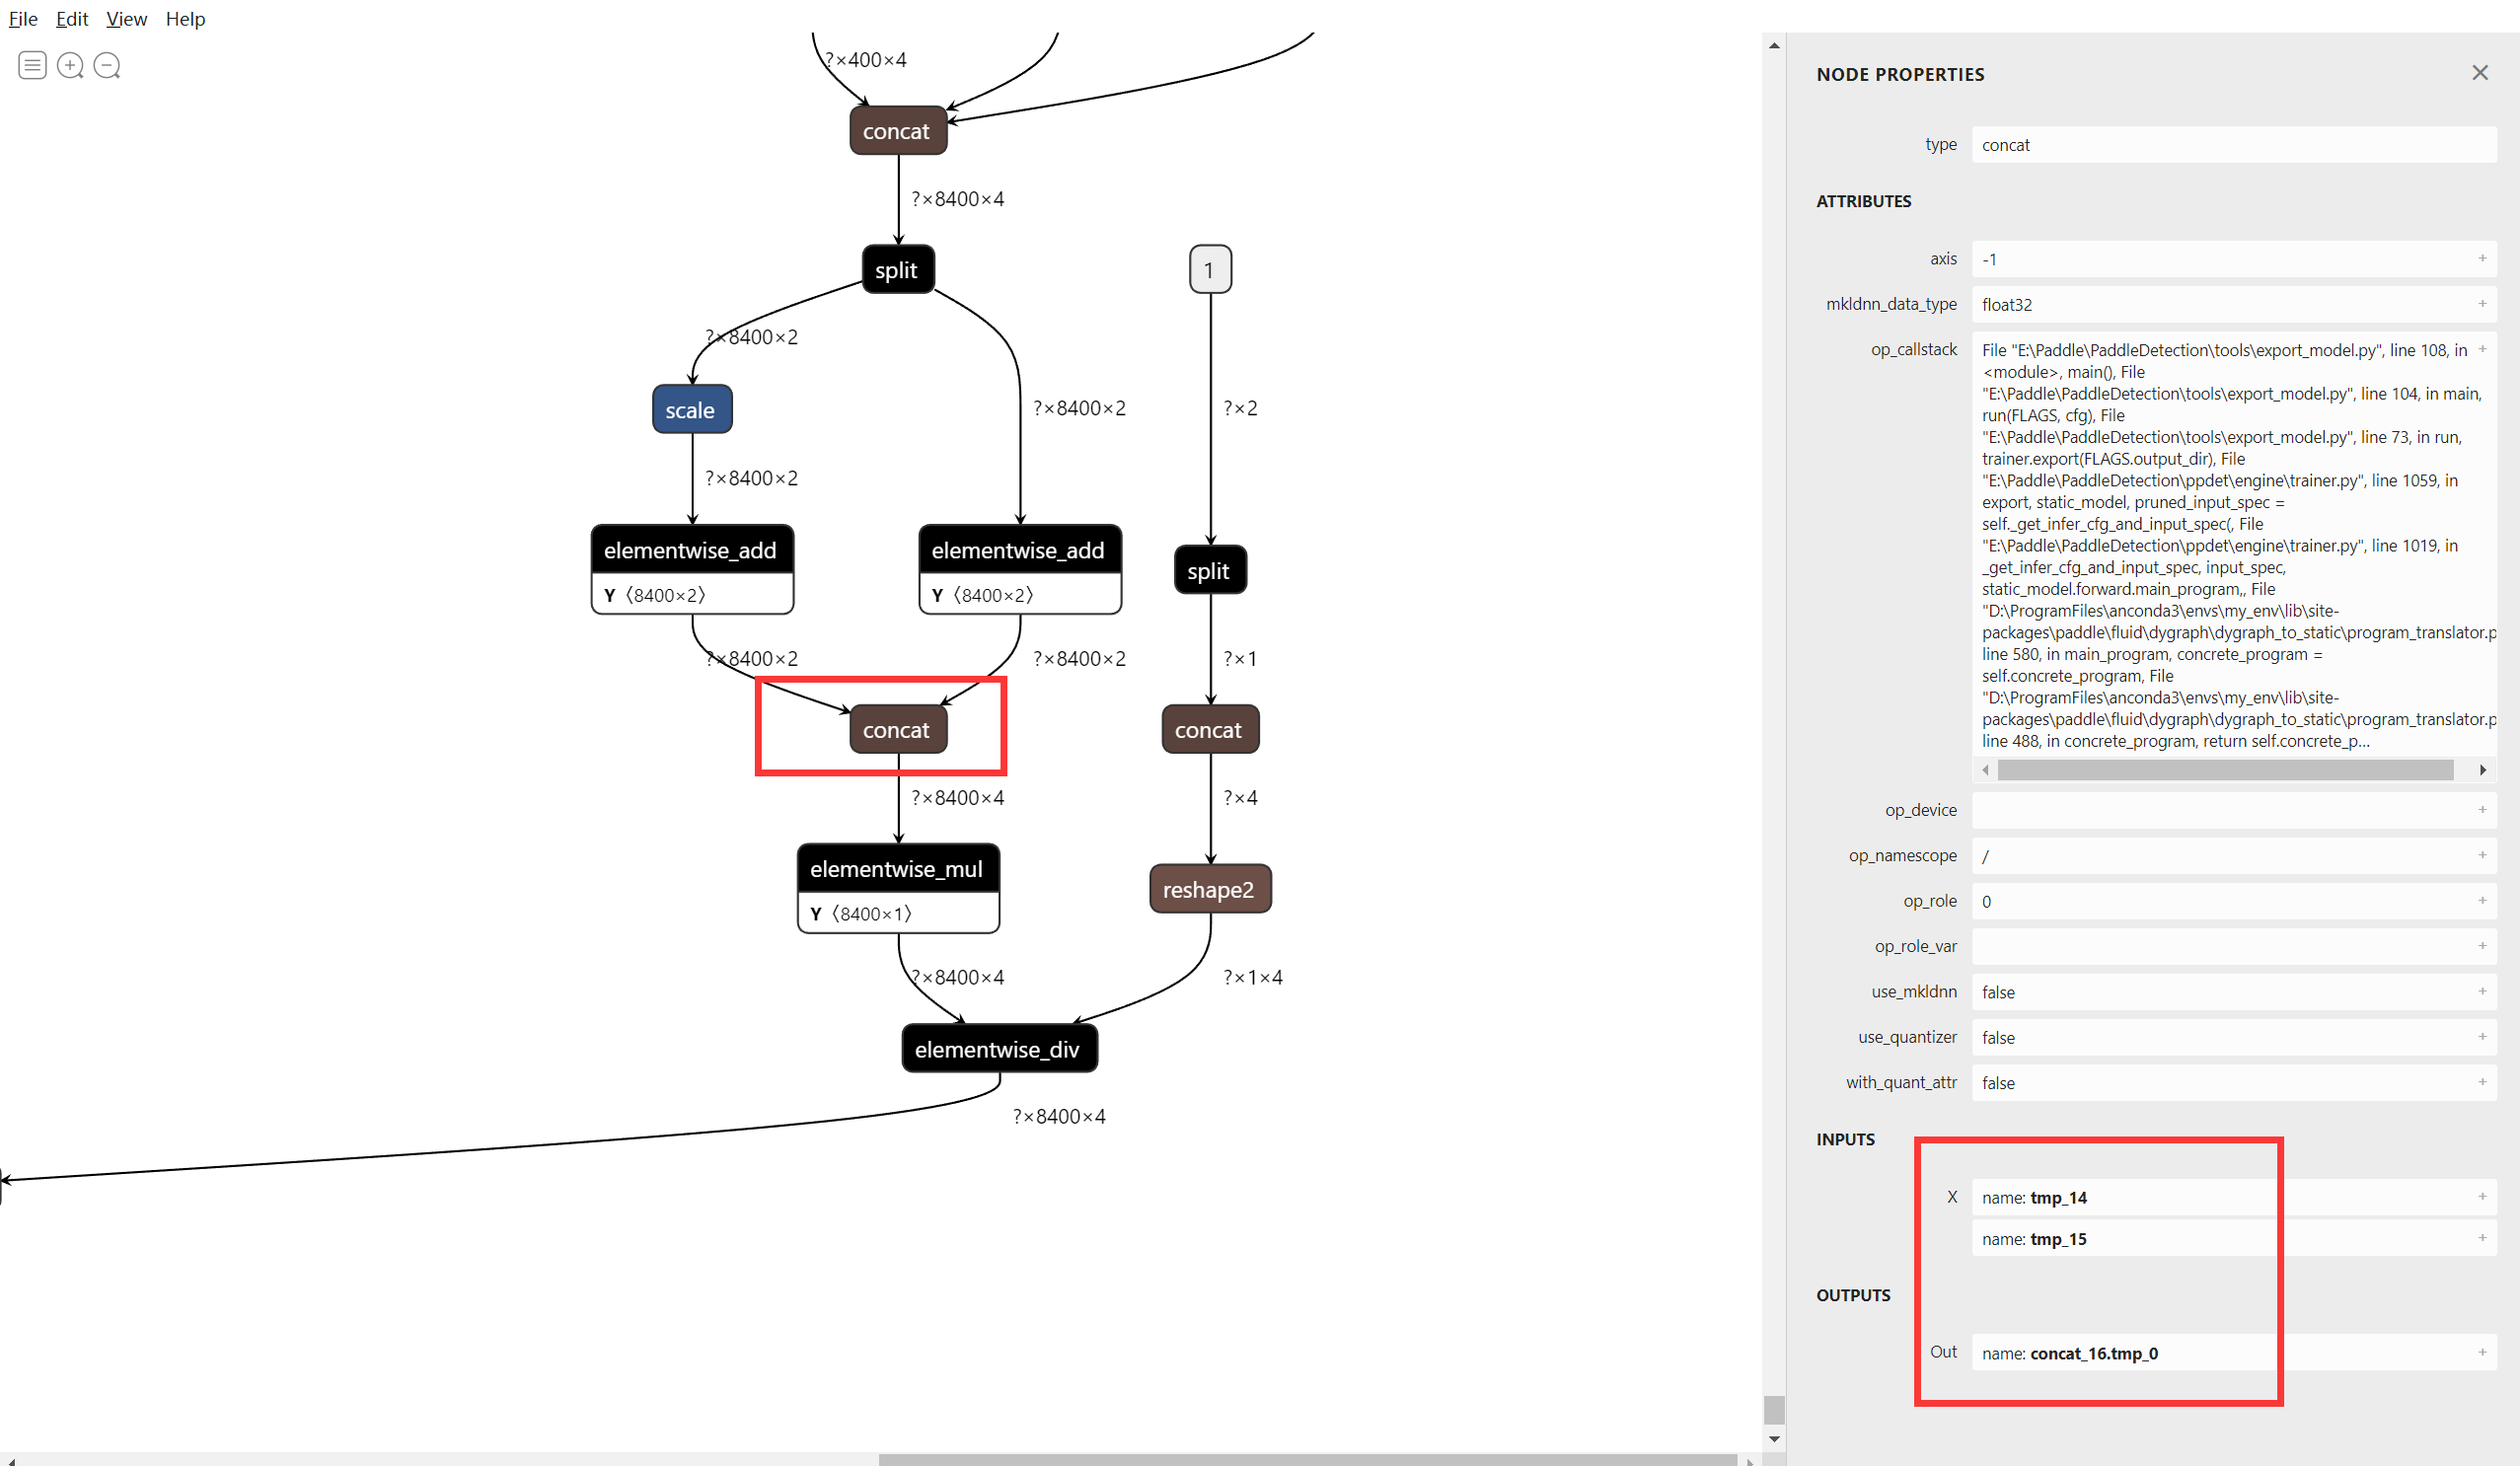 File Edit View Help
?×400×4
concat
?×8400×4
split
1
?×8400×2
scale
?×8400×2
?×2
?×8400×2
elementwise_add
Y 〈8400×2〉
elementwise_add
Y 〈8400×2〉
split
?×8400×2
?×8400×2
?×1
concat
concat
?×8400×4
?×4
elementwise_mul
Y 〈8400×1〉
reshape2
?×8400×4
?×1×4
elementwise_div
?×8400×4
NODE PROPERTIES
type concat
ATTRIBUTES
axis -1 +
mkldnn_data_type float32 +
op_callstack File "E:\Paddle\PaddleDetection\tools\export_model.py", line 108, in +
<module>, main(), File
"E:\Paddle\PaddleDetection\tools\export_model.py", line 104, in main,
run(FLAGS, cfg), File
"E:\Paddle\PaddleDetection\tools\export_model.py", line 73, in run,
trainer.export(FLAGS.output_dir), File
"E:\Paddle\PaddleDetection\ppdet\engine\trainer.py", line 1059, in
export, static_model, pruned_input_spec =
self._get_infer_cfg_and_input_spec(, File
"E:\Paddle\PaddleDetection\ppdet\engine\trainer.py", line 1019, in
_get_infer_cfg_and_input_spec, input_spec,
static_model.forward.main_program,, File
"D:\ProgramFiles\anconda3\envs\my_env\lib\site-
packages\paddle\fluid\dygraph\dygraph_to_static\program_translator.p
line 580, in main_program, concrete_program =
self.concrete_program, File
"D:\ProgramFiles\anconda3\envs\my_env\lib\site-
packages\paddle\fluid\dygraph\dygraph_to_static\program_translator.p
line 488, in concrete_program, return self.concrete_p...
op_device +
op_namescope / +
op_role 0 +
op_role_var +
use_mkldnn false +
use_quantizer false +
with_quant_attr false +
INPUTS
X name: tmp_14 +
name: tmp_15 +
OUTPUTS
Out name: concat_16.tmp_0 +